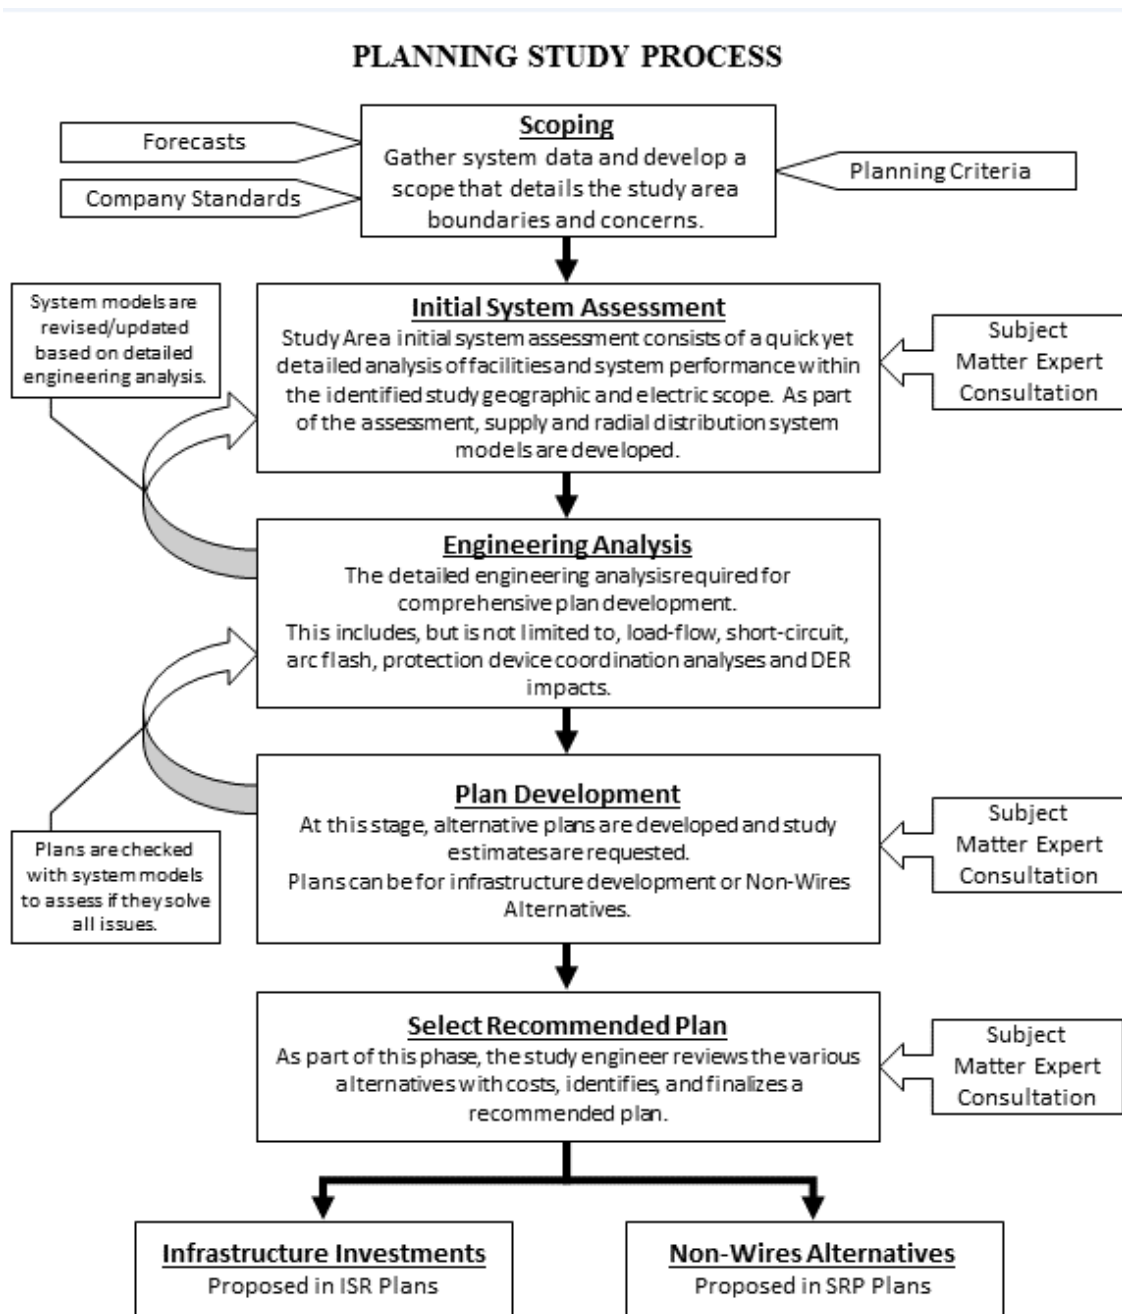 PLANNING STUDY PROCESS
Forecasts
Company Standards
Scoping
Gather system data and develop a
scope that details the study area
boundaries and concerns.
Planning Criteria
System models are
revised/updated
based on detailed
engineering analysis.
Initial System Assessment
Study Area initial system assessment consists of a quick yet
detailed analysis of facilities and system performance within
the identified study geographic and electric scope. As part
of the assessment, supply and radial distribution system
models are developed.
Subject
Matter Expert
Consultation
Engineering Analysis
The detailed engineering analysis required for
comprehensive plan development.
This includes, but is not limited to, load-flow, short-circuit,
arc flash, protection device coordination analyses and DER
impacts.
Plans are checked
with system models
to assess if they solve
all issues.
Plan Development
At this stage, alternative plans are developed and study
estimates are requested.
Plans can be for infrastructure development or Non-Wires
Alternatives.
Subject
Matter Expert
Consultation
Select Recommended Plan
As part of this phase, the study engineer reviews the various
alternatives with costs, identifies, and finalizes a
recommended plan.
Subject
Matter Expert
Consultation
Infrastructure Investments
Proposed in ISR Plans
Non-Wires Alternatives
Proposed in SRP Plans